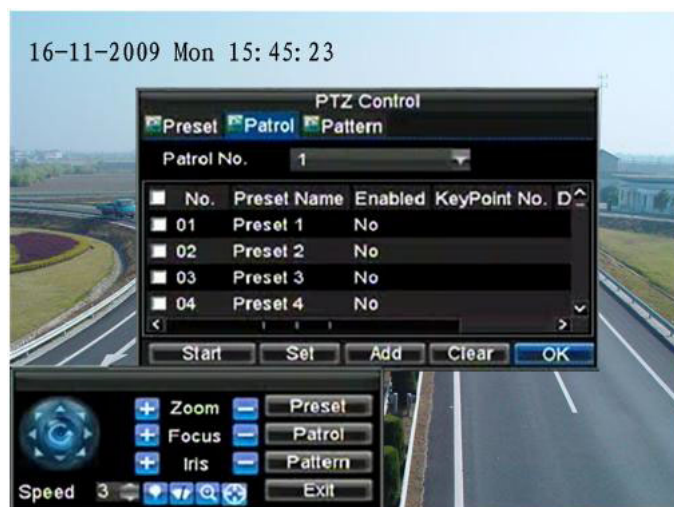 16-11-2009 Mon 15:45:23
PTZ Control
Preset Patrol Pattern
Patrol No. 1
No. Preset Name Enabled KeyPoint No. D
01 Preset 1 No
02 Preset 2 No
03 Preset 3 No
04 Preset 4 No
Start Set Add Clear OK
Zoom Preset
Focus Patrol
Iris Pattern
Speed 3 Exit